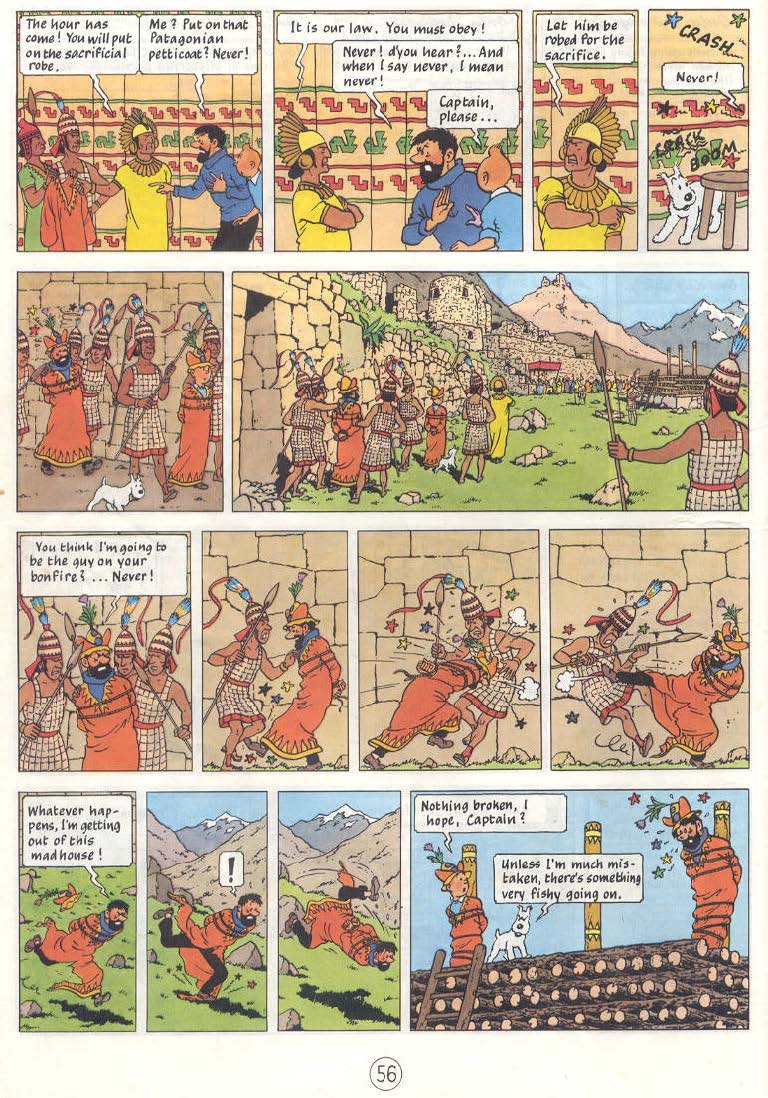 The hour has
come! You will put
on the sacrificial
robe.
Me? Put on that
Patagonian
petticoat? Never!
It is our law. You must obey!
Never! d'you hear?... And
when I say never, I mean
never!
Captain,
please...
Let him be
robed for the
sacrifice.
CRASH...
Never!
CRACK
BOOM
You think I'm going to
be the guy on your
bonfire? ... Never!
Whatever hap-
pens, I'm getting
out of this
madhouse!
!
Nothing broken, I
hope, Captain?
Unless I'm much mis-
taken, there's something
very fishy going on.
56